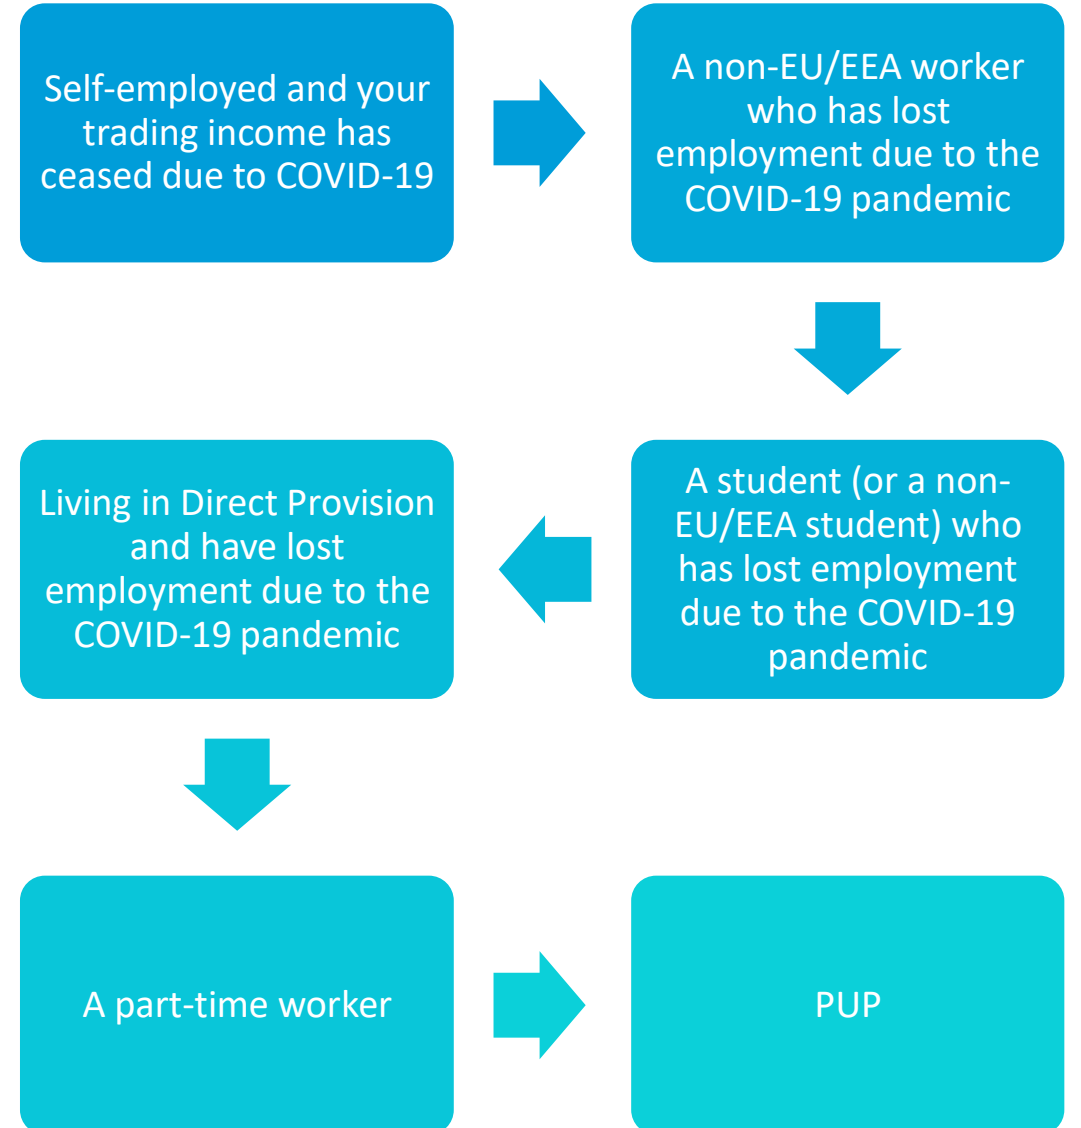 Self-employed and your
trading income has
ceased due to COVID-19
A non-EU/EEA worker
who has lost
employment due to the
COVID-19 pandemic
A student (or a non-
EU/EEA student) who
has lost employment
due to the COVID-19
pandemic
Living in Direct Provision
and have lost
employment due to the
COVID-19 pandemic
A part-time worker
PUP